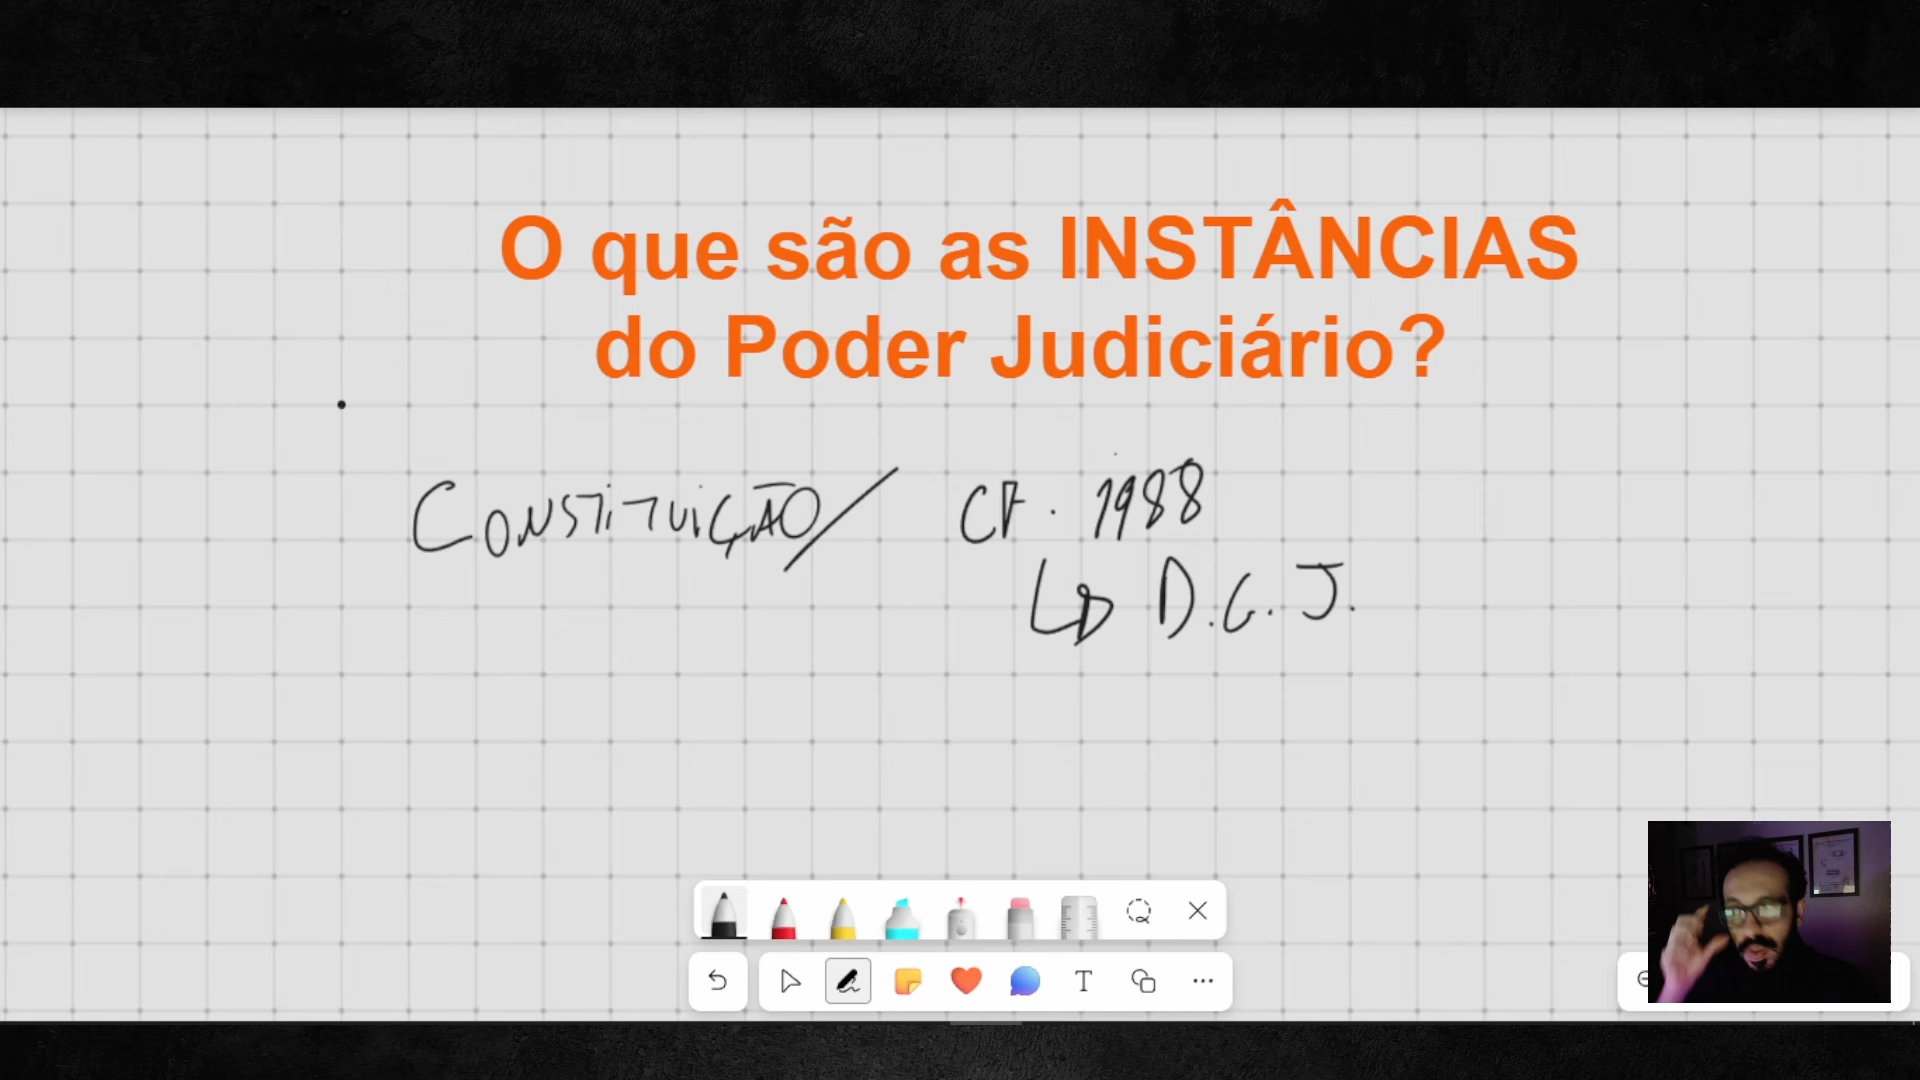 O que são as INSTÂNCIAS
do Poder Judiciário?
CONSTITUIÇÃO/ CF. 1988
D.G.J.
T